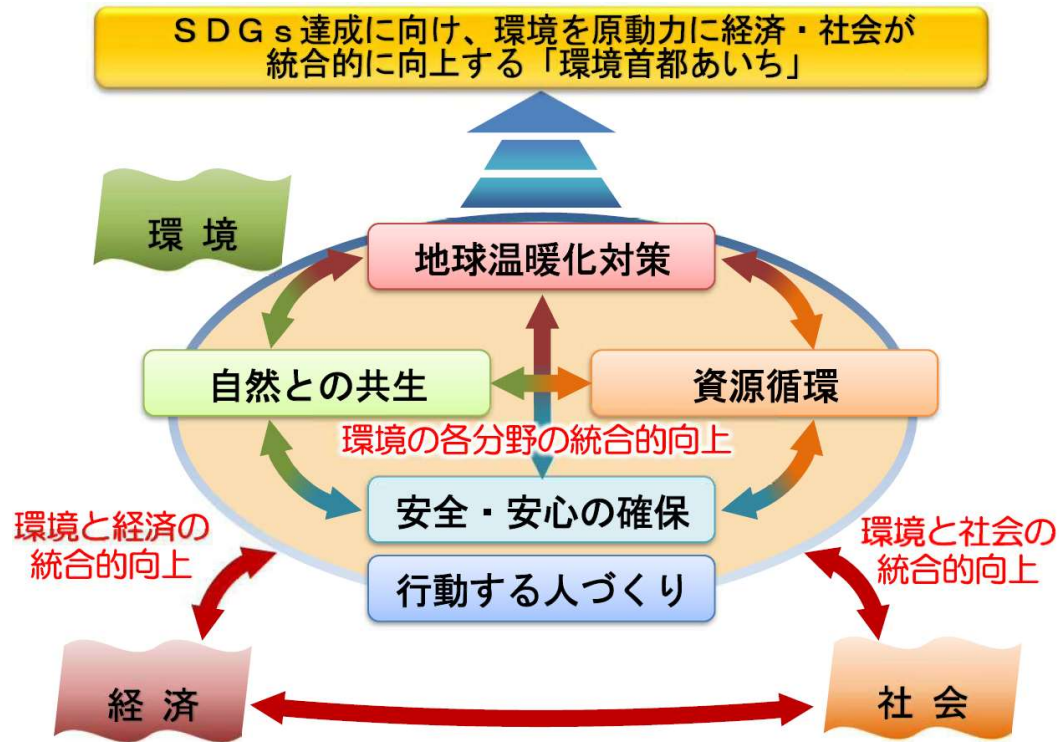 ＳＤＧｓ達成に向け、環境を原動力に経済・社会が
統合的に向上する「環境首都あいち」
環 境
地球温暖化対策
自然との共生
資源循環
環境の各分野の統合的向上
安全・安心の確保
行動する人づくり
環境と経済の
統合的向上
環境と社会の
統合的向上
経 済
社 会